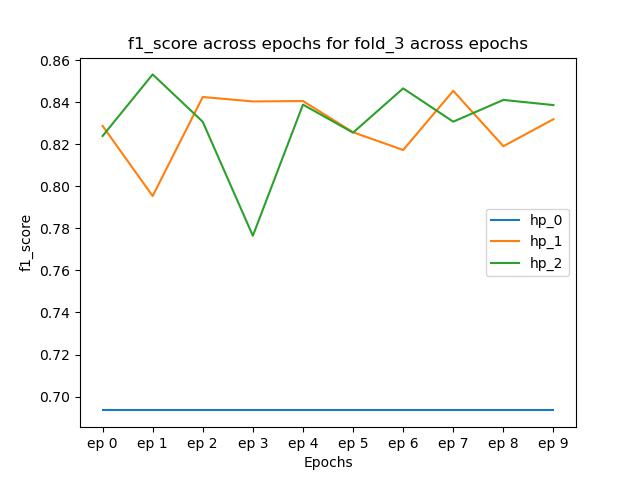 f1_score across epochs for fold_3 across epochs
f1_score
0.86
0.84
0.82
0.80
0.78
0.76
0.74
0.72
0.70
hp_0
hp_1
hp_2
ep 0 ep 1 ep 2 ep 3 ep 4 ep 5 ep 6 ep 7 ep 8 ep 9
Epochs